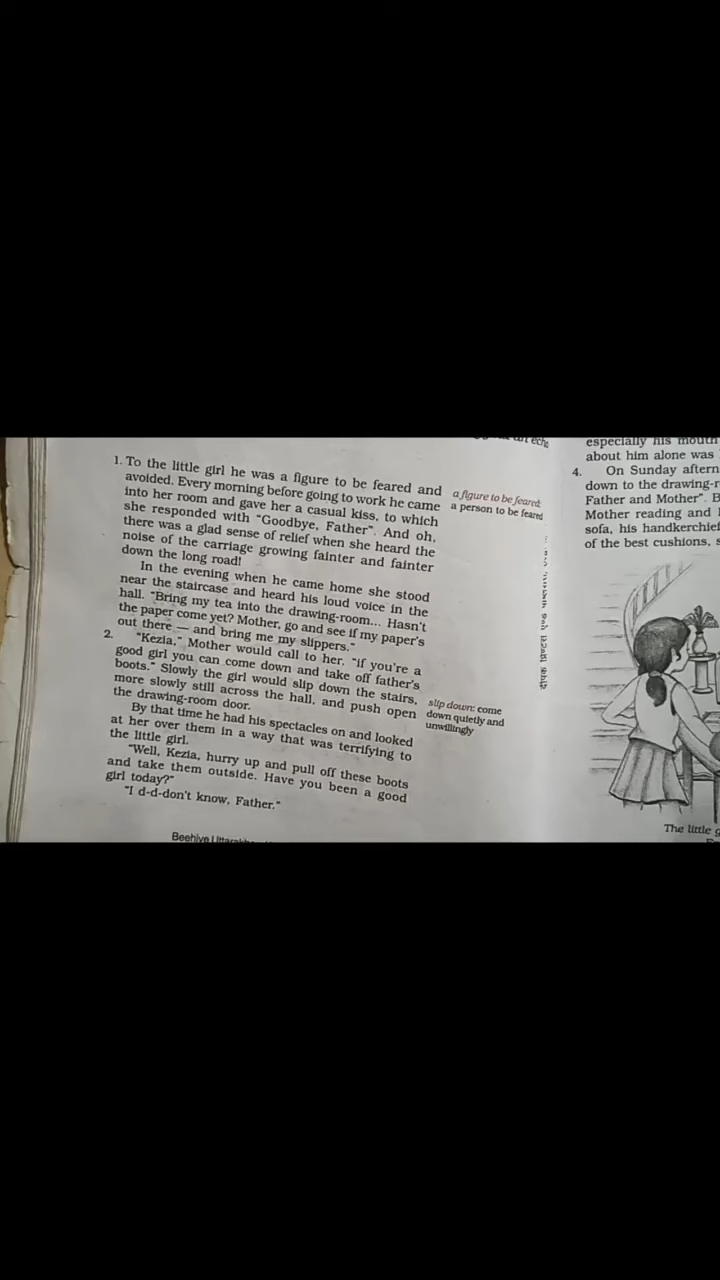 1. To the little girl he was a figure to be feared and
avoided. Every morning before going to work he came
into her room and gave her a casual kiss, to which
she responded with "Goodbye, Father". And oh,
there was a glad sense of relief when she heard the
noise of the carriage growing fainter and fainter
down the long road!
In the evening when he came home she stood
near the staircase and heard his loud voice in the
hall. "Bring my tea into the drawing-room... Hasn't
the paper come yet? Mother, go and see if my paper's
out there — and bring me my slippers."
2. "Kezia," Mother would call to her, "if you're a
good girl you can come down and take off father's
boots." Slowly the girl would slip down the stairs,
more slowly still across the hall, and push open
the drawing-room door.
By that time he had his spectacles on and looked
at her over them in a way that was terrifying to
the little girl.
"Well, Kezia, hurry up and pull off these boots
and take them outside. Have you been a good
girl today?"
"I d-d-don't know, Father."
a figure to be feared:
a person to be feared
slip down: come
down quietly and
unwillingly
Beehive
especially his mouth
about him alone was
4. On Sunday aftern
down to the drawing-r
Father and Mother". B
Mother reading and
sofa, his handkerchief
of the best cushions, s
The little g